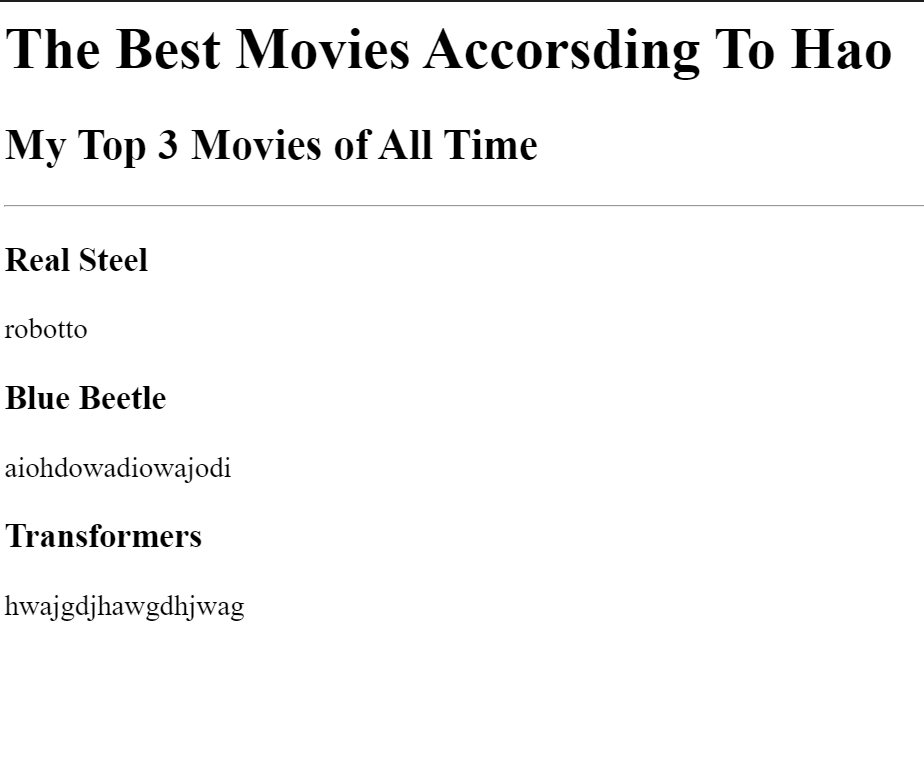 The Best Movies Accorsding To Hao
My Top 3 Movies of All Time
Real Steel
robotto
Blue Beetle
aiohdowadiowajodi
Transformers
hwajgdjhawgdhjwag